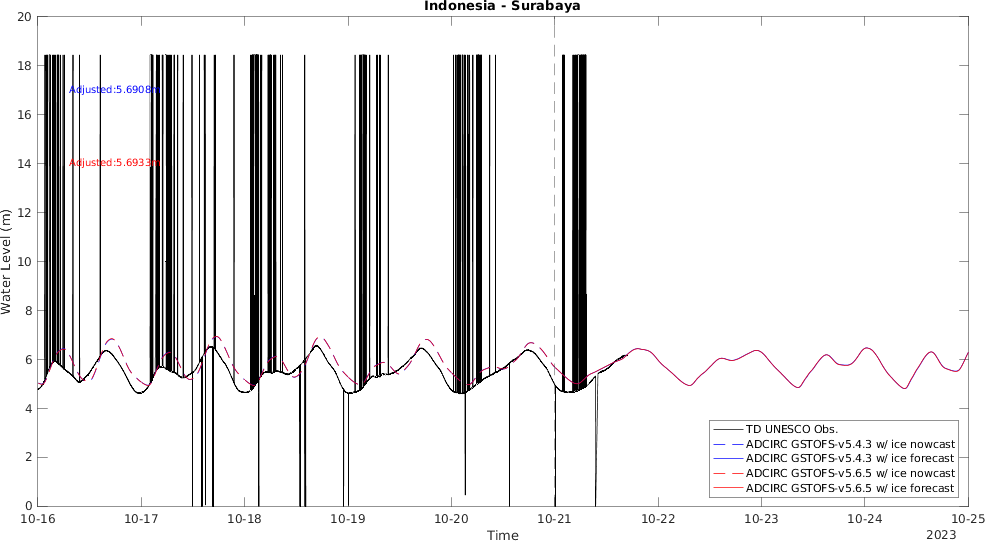 Indonesia - Surabaya
20
18
16
14
12
10
8
6
4
2
0
Water Level (m)
Adjusted:5.6908m
Adjusted:5.6933m
TD UNESCO Obs.
ADCIRC GSTOFS-v5.4.3 w/ ice nowcast
ADCIRC GSTOFS-v5.4.3 w/ ice forecast
ADCIRC GSTOFS-v5.6.5 w/ ice nowcast
ADCIRC GSTOFS-v5.6.5 w/ ice forecast
10-16 10-17 10-18 10-19 10-20 10-21 10-22 10-23 10-24 10-25
Time
2023